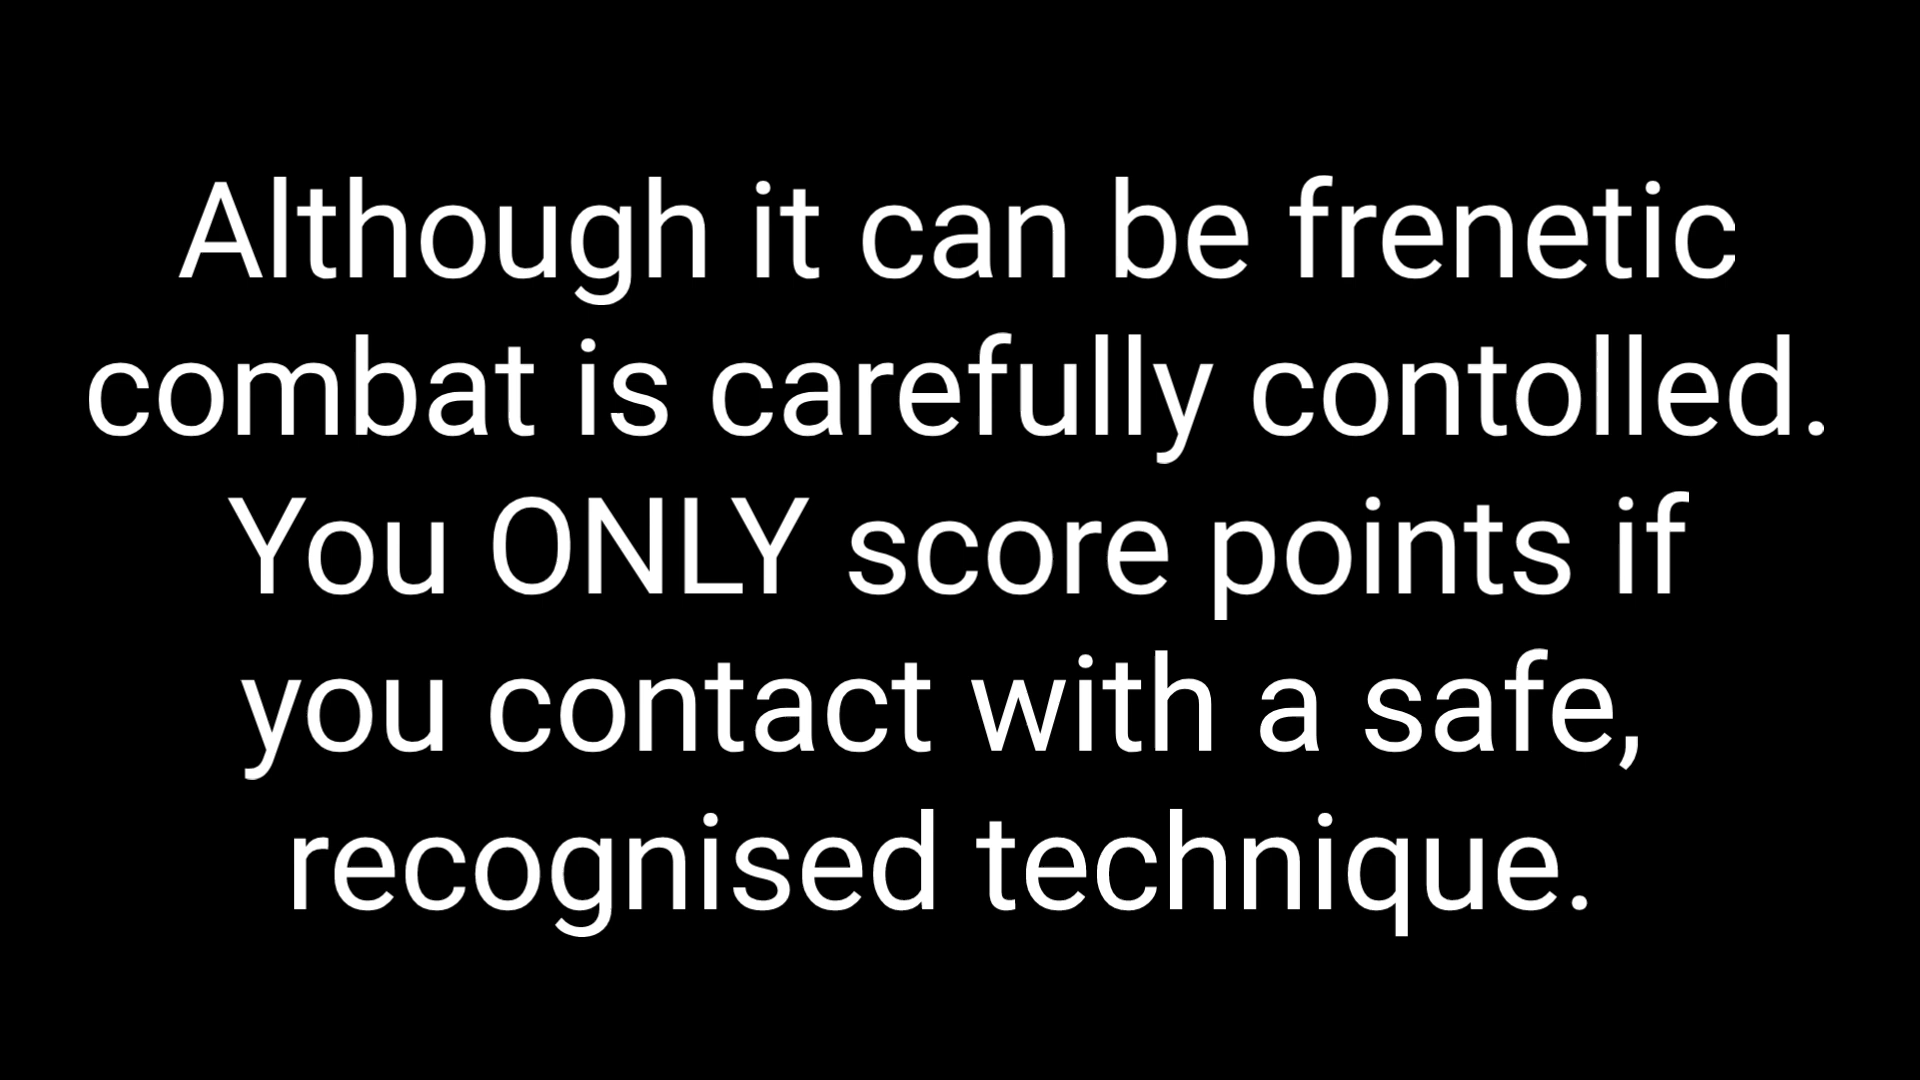 Although it can be frenetic
combat is carefully contolled.
You ONLY score points if
you contact with a safe,
recognised technique.